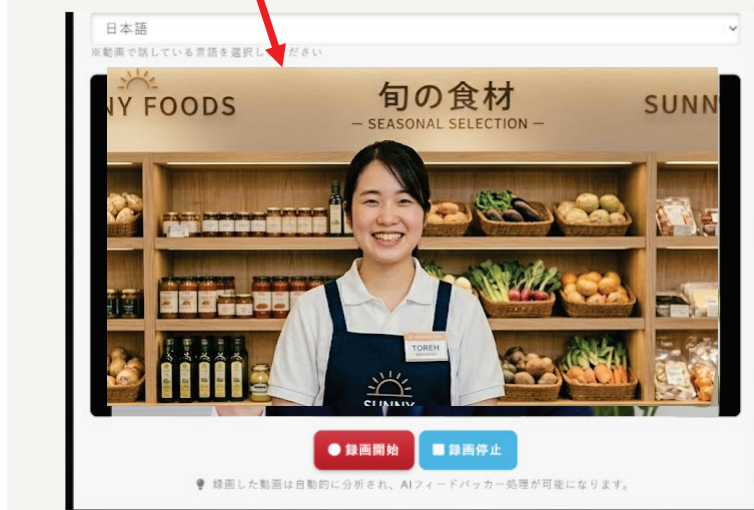 日本語
※動画で話している言語を選択してください
NY FOODS
旬の食材
SEASONAL SELECTION
SUNN
TOREH
SUNNY
録画開始
録画停止
録画した動画は自動的に分析され、AIフィードバッカー処理が可能になります。